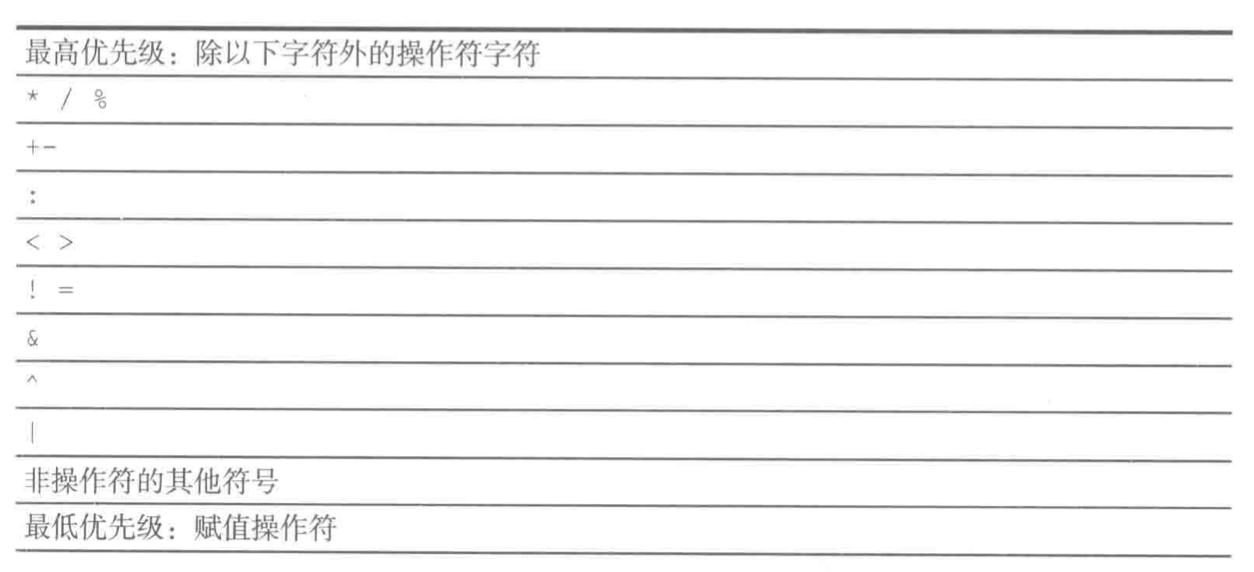 最高优先级：除以下字符外的操作符字符
* / %
+-
:
< >
! =
&
^
|
非操作符的其他符号
最低优先级：赋值操作符